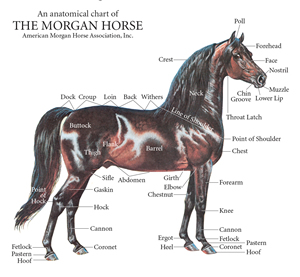 An anatomical chart of
THE MORGAN HORSE
American Morgan Horse Association, Inc.
Poll
Forehead
Crest
Face
Nostril
Muzzle
Chin Groove
Lower Lip
Neck
Dock Croup Loin Back Withers
Throat Latch
Line of shoulder
Buttock
Point of Shoulder
Flank
Barrel
Chest
Thigh
Sifle
Abdomen
Girth
Elbow
Forearm
Point of Hock
Gaskin
Chestnut
Hock
Knee
Cannon
Cannon
Fetlock
Coronet
Ergot
Fetlock
Pastern
Heel
Pastern
Hoof
Coronet
Hoof